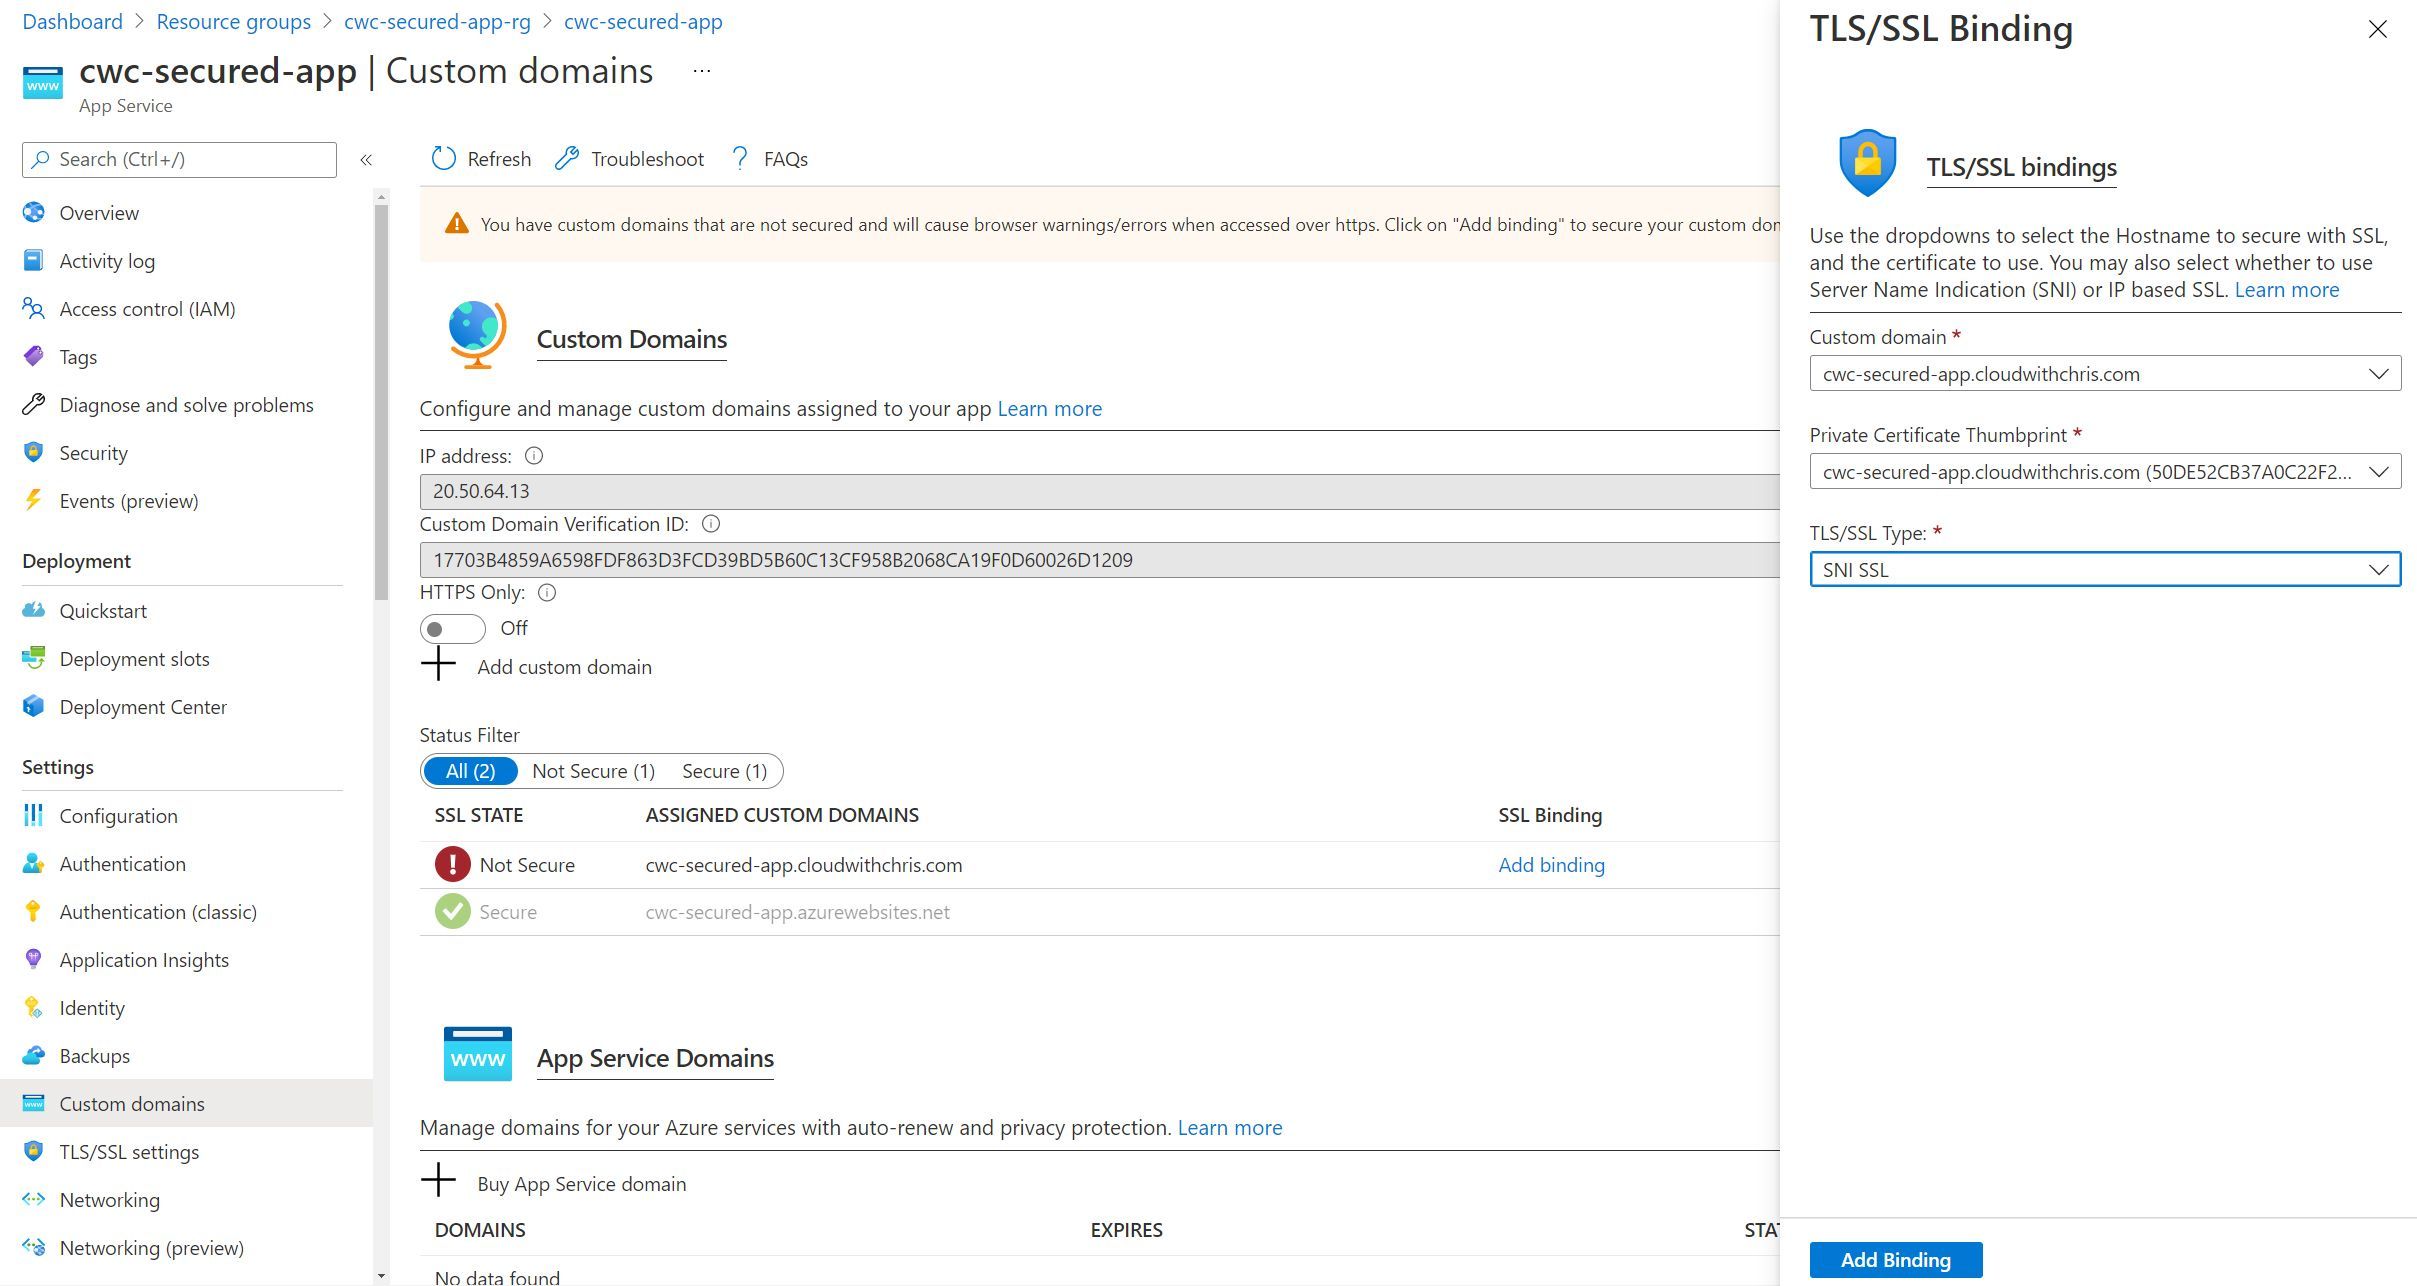 Dashboard > Resource groups > cwc-secured-app-rg > cwc-secured-app
www
cwc-secured-app | Custom domains ...
App Service
Search (Ctrl+/)
«
Overview
Activity log
Access control (IAM)
Tags
Diagnose and solve problems
Security
Events (preview)
Deployment
Quickstart
Deployment slots
Deployment Center
Settings
Configuration
Authentication
Authentication (classic)
Application Insights
Identity
Backups
Custom domains
TLS/SSL settings
Networking
Networking (preview)
Refresh
Troubleshoot
? FAQs
You have custom domains that are not secured and will cause browser warnings/errors when accessed over https. Click on "Add binding" to secure your custom
Custom Domains
Configure and manage custom domains assigned to your app Learn more
IP address:
20.50.64.13
Custom Domain Verification ID:
17703B4859A6598FDF863D3FCD39BD5B60C13CF958B2068CA19F0D60026D1209
HTTPS Only:
Off
Add custom domain
Status Filter
All (2) Not Secure (1) Secure (1)
SSL STATE ASSIGNED CUSTOM DOMAINS SSL Binding
Not Secure cwc-secured-app.cloudwithchris.com Add binding
Secure cwc-secured-app.azurewebsites.net
www
App Service Domains
Manage domains for your Azure services with auto-renew and privacy protection. Learn more
Buy App Service domain
DOMAINS EXPIRES
No data found
TLS/SSL Binding
TLS/SSL bindings
Use the dropdowns to select the Hostname to secure with SSL,
and the certificate to use. You may also select whether to use
Server Name Indication (SNI) or IP based SSL. Learn more
Custom domain *
cwc-secured-app.cloudwithchris.com
Private Certificate Thumbprint *
cwc-secured-app.cloudwithchris.com (50DE52CB37A0C22F2...
TLS/SSL Type: *
SNI SSL
Add Binding